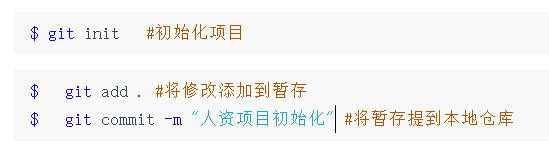 $ git init #初始化项目
$ git add . #将修改添加到暂存
$ git commit -m "人资项目初始化" #将暂存提到本地仓库